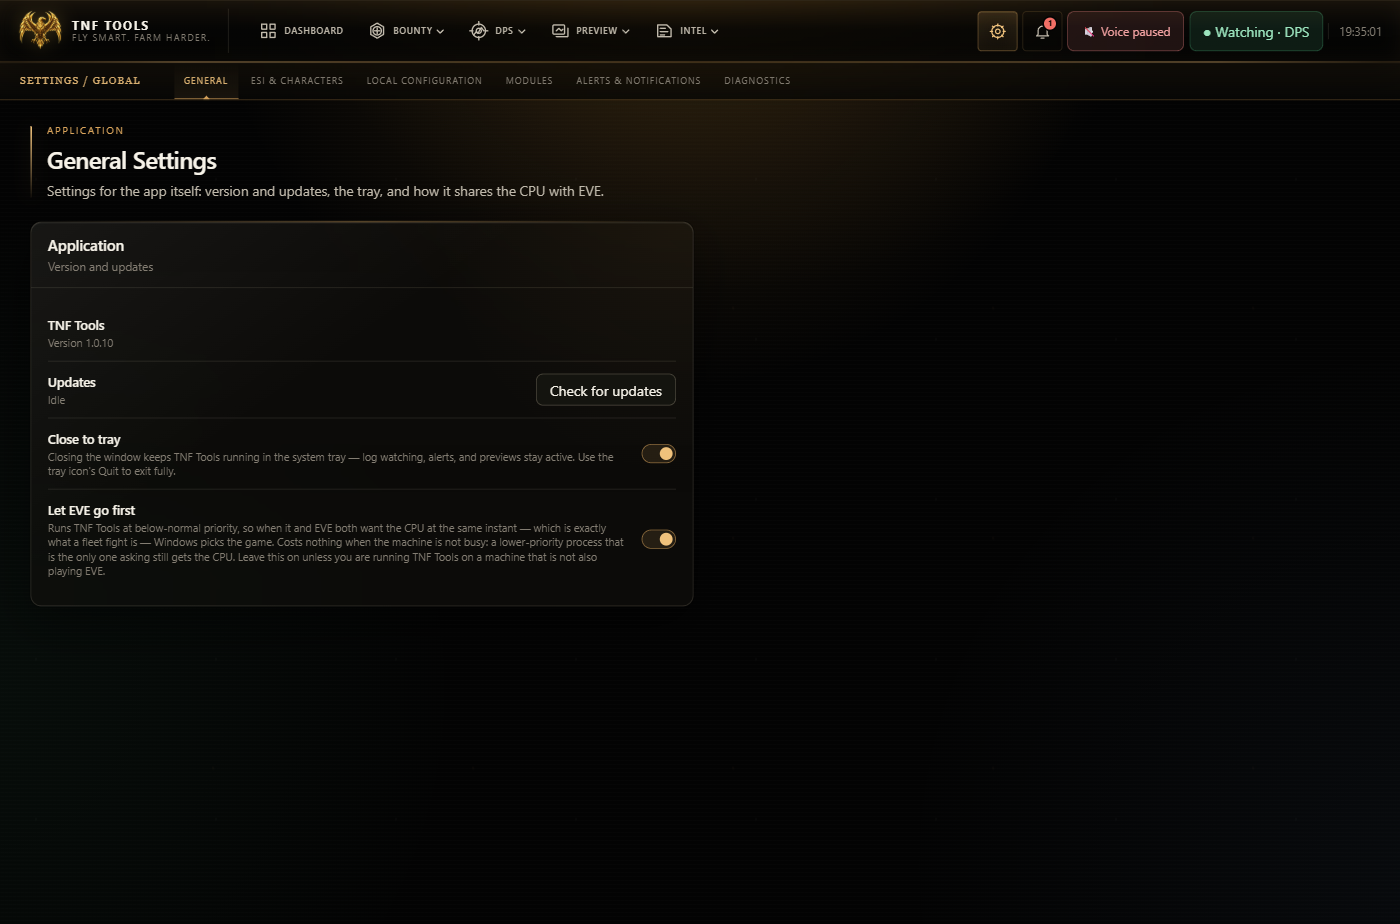 TNF TOOLS
FLY SMART. FARM HARDER.
DASHBOARD
BOUNTY
DPS
PREVIEW
INTEL
1
Voice paused
Watching · DPS
19:35:01
SETTINGS / GLOBAL
GENERAL
ESI & CHARACTERS
LOCAL CONFIGURATION
MODULES
ALERTS & NOTIFICATIONS
DIAGNOSTICS
APPLICATION
General Settings
Settings for the app itself: version and updates, the tray, and how it shares the CPU with EVE.
Application
Version and updates
TNF Tools
Version 1.0.10
Updates
Idle
Check for updates
Close to tray
Closing the window keeps TNF Tools running in the system tray — log watching, alerts, and previews stay active. Use the
tray icon's Quit to exit fully.
Let EVE go first
Runs TNF Tools at below-normal priority, so when it and EVE both want the CPU at the same instant — which is exactly
what a fleet fight is — Windows picks the game. Costs nothing when the machine is not busy: a lower-priority process that
is the only one asking still gets the CPU. Leave this on unless you are running TNF Tools on a machine that is not also
playing EVE.